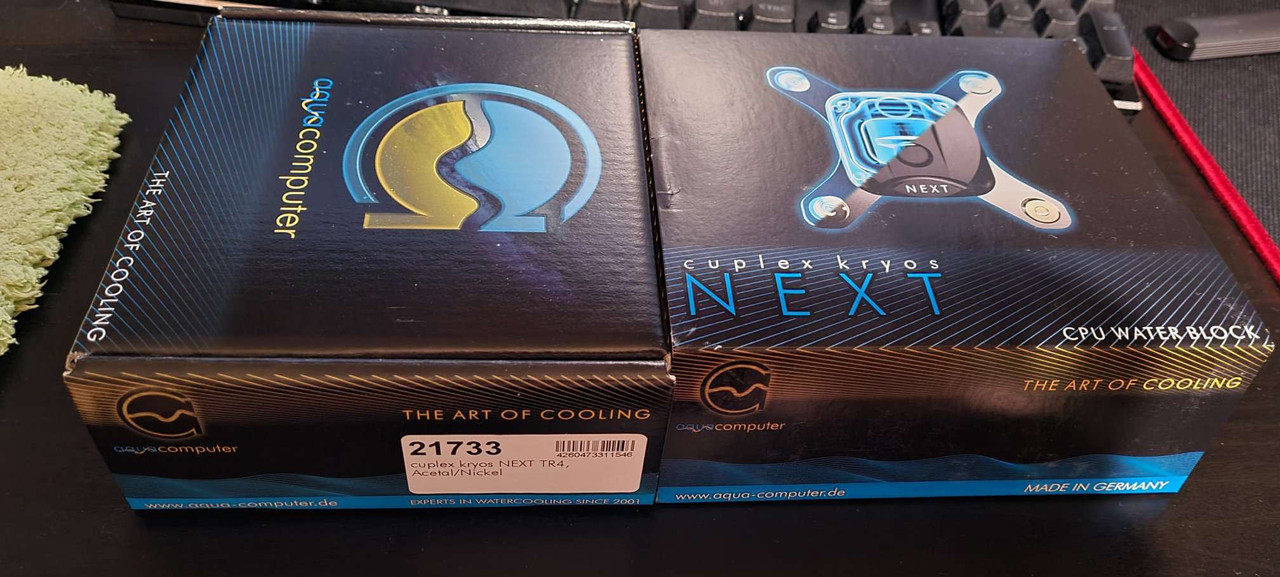 aquacomputer
THE ART OF COOLING
aquacomputer
THE ART OF COOLING
21733
4260473311546
cuplex kryos NEXT TR4,
Acetal/Nickel
www.aqua-computer.de
EXPERTS IN WATERCOOLING SINCE 2001
NEXT
cuplex kryos
NEXT
CPU WATER BLOCK
aquacomputer
THE ART OF COOLING
www.aqua-computer.de
MADE IN GERMANY